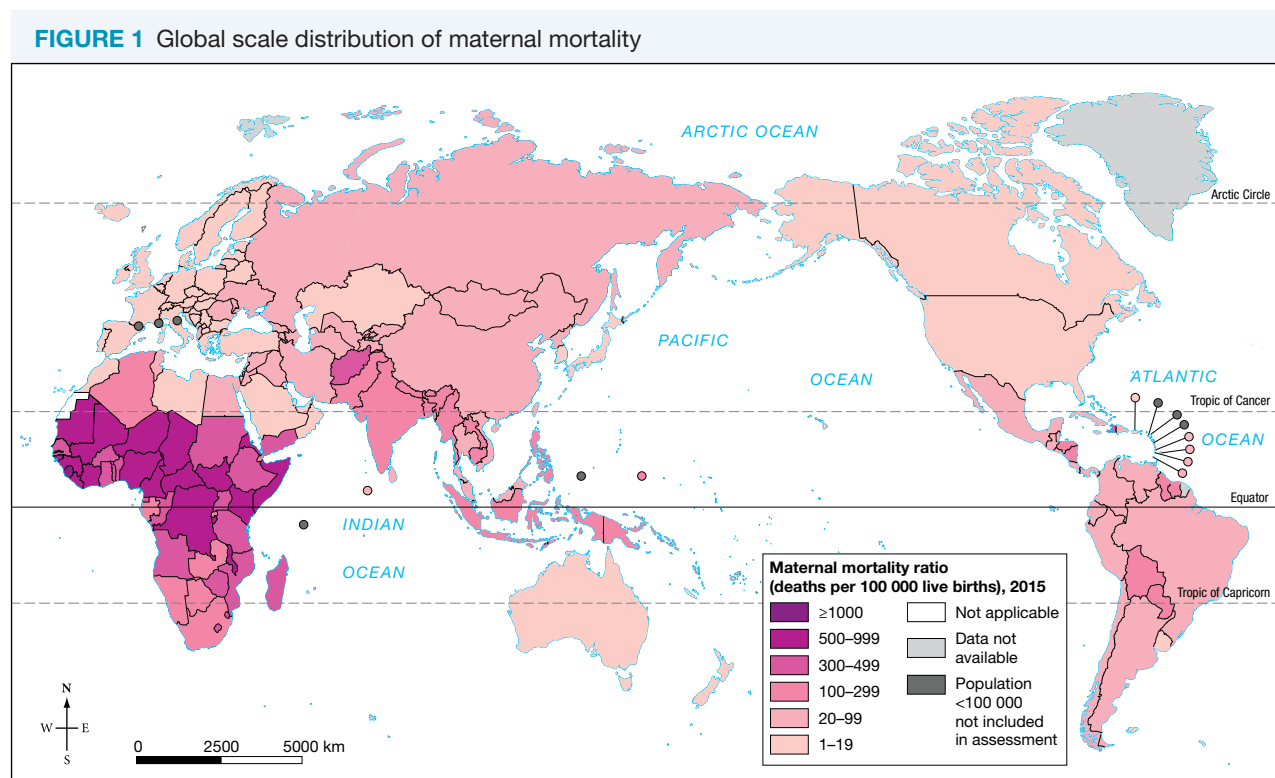 FIGURE 1 Global scale distribution of maternal mortality
ARCTIC OCEAN
Arctic Circle
PACIFIC
OCEAN
ATLANTIC
Tropic of Cancer
OCEAN
Equator
INDIAN
OCEAN
Tropic of Capricorn
Maternal mortality ratio
(deaths per 100 000 live births), 2015
≥1000
500–999
300–499
100–299
20–99
1–19
Not applicable
Data not
available
Population
<100 000
not included
in assessment
N
W E
S
0 2500 5000 km